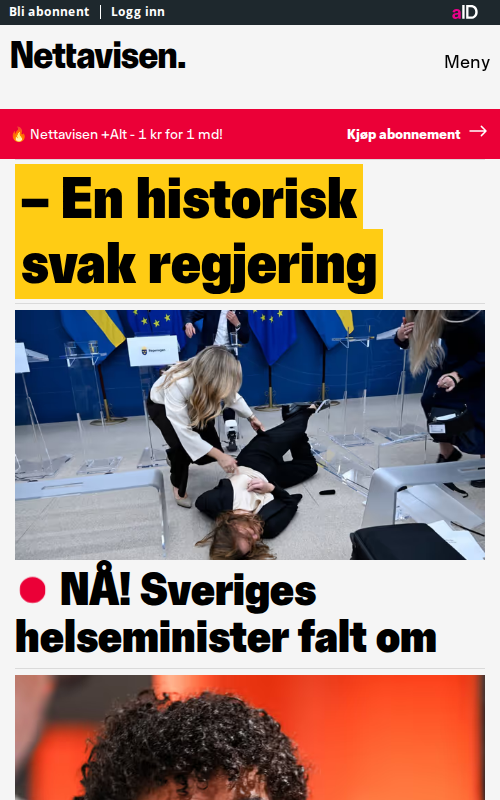 Bli abonnent | Logg inn
aID
Nettavisen.
Meny
🔥 Nettavisen +Alt - 1 kr for 1 md!
Kjøp abonnement →
– En historisk
svak regjering
NÅ! Sveriges
helseminister falt om